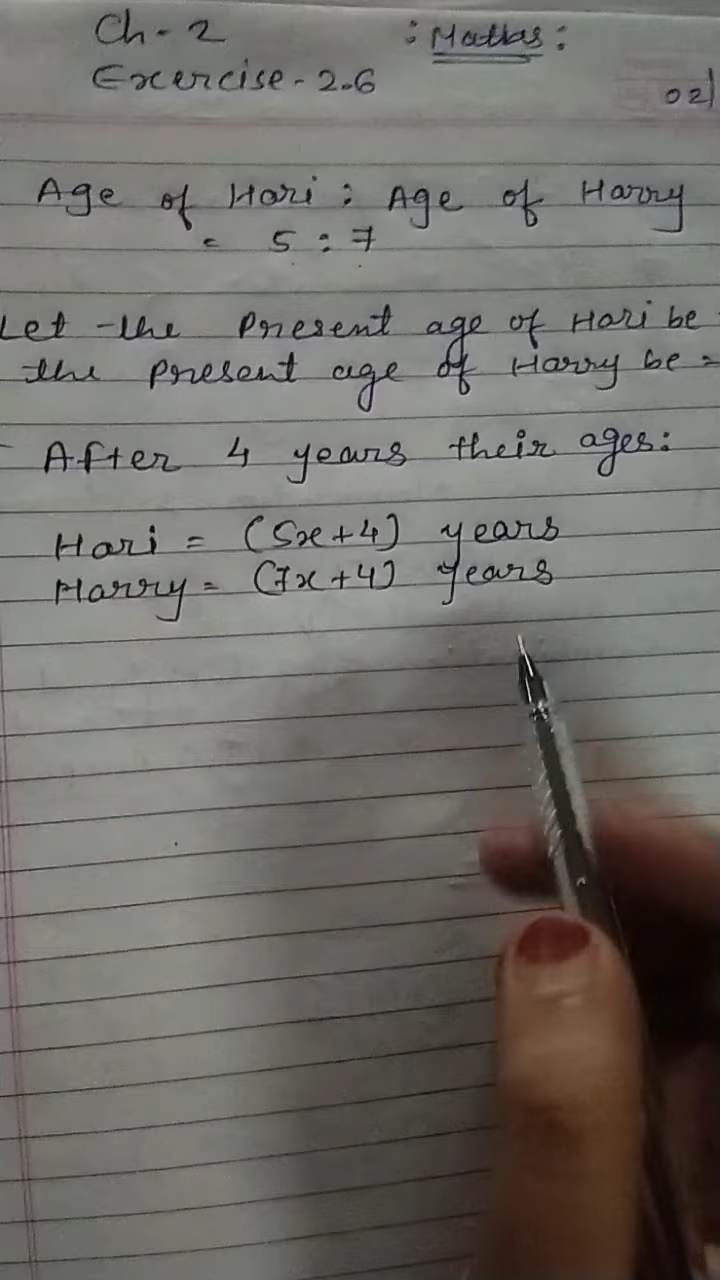 Ch - 2
: Maths :
Exercise - 2.6
02)
Age of Hari : Age of Harry
= 5 : 7
Let the Present age of Hari be =
the Present age of Harry be =
After 4 years their ages:
Hari = (5x+4) years
Harry = (7x+4) years